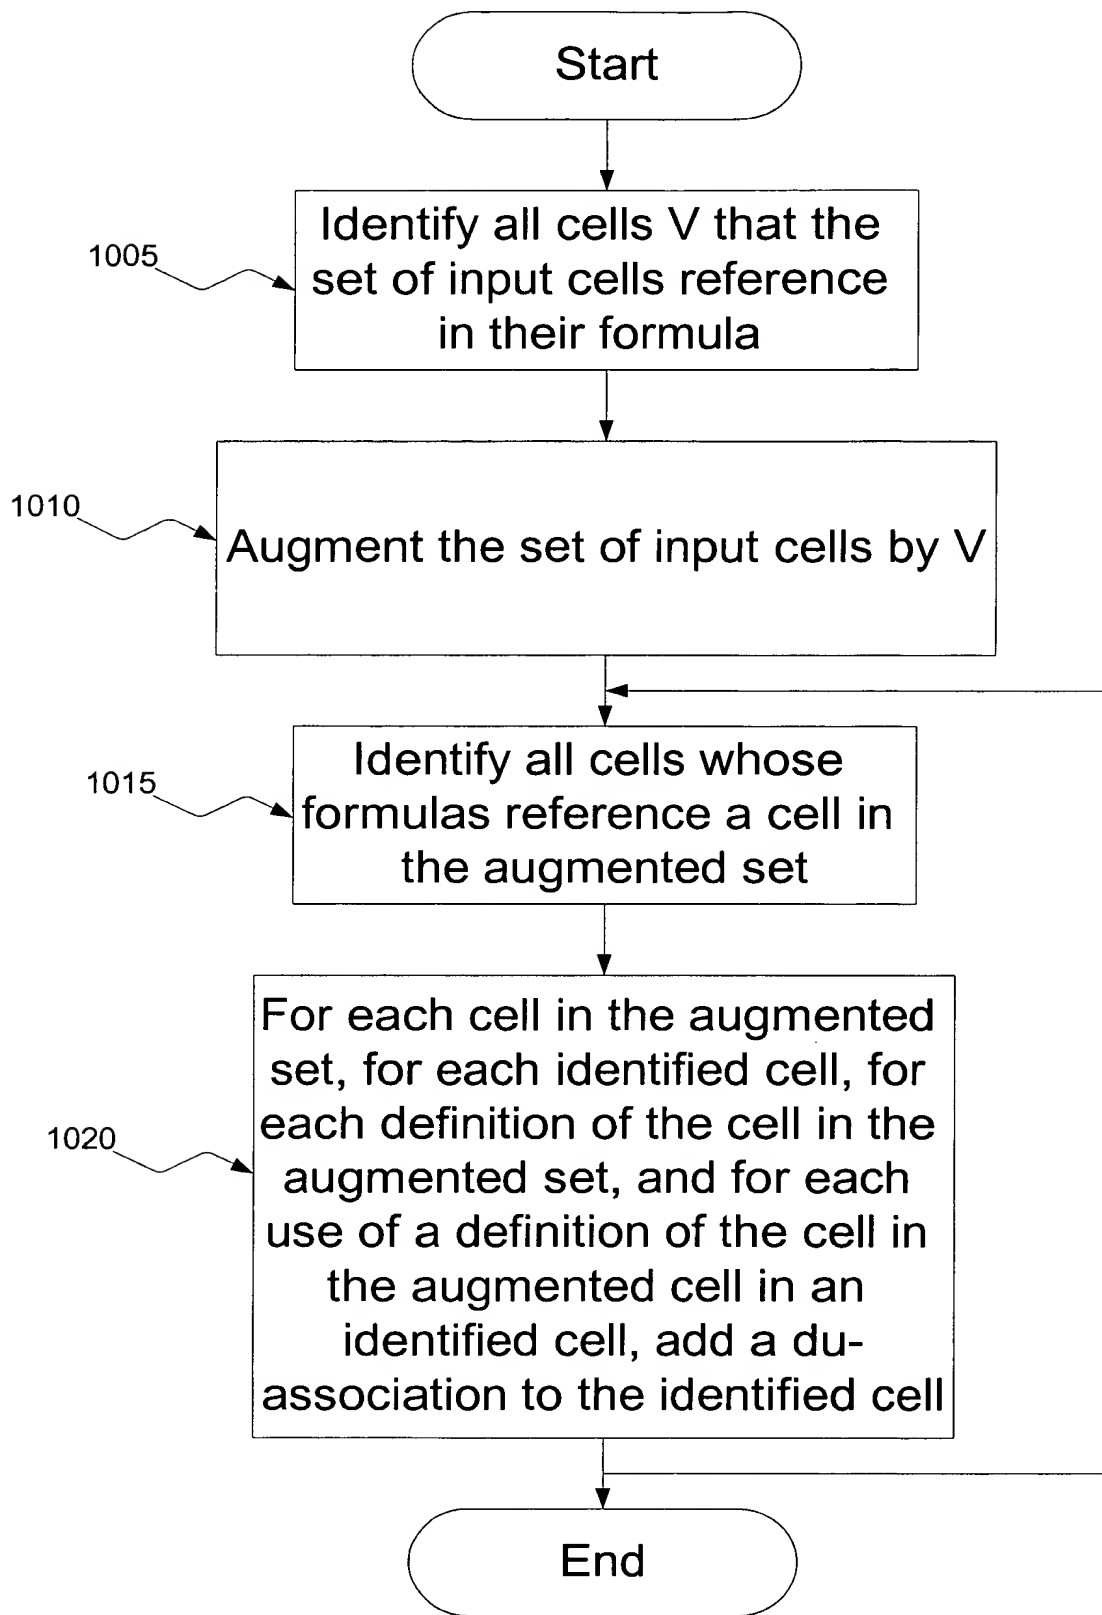 Start
1005
Identify all cells V that the
set of input cells reference
in their formula
1010
Augment the set of input cells by V
1015
Identify all cells whose
formulas reference a cell in
the augmented set
1020
For each cell in the augmented
set, for each identified cell, for
each definition of the cell in the
augmented set, and for each
use of a definition of the cell in
the augmented cell in an
identified cell, add a du-
association to the identified cell
End